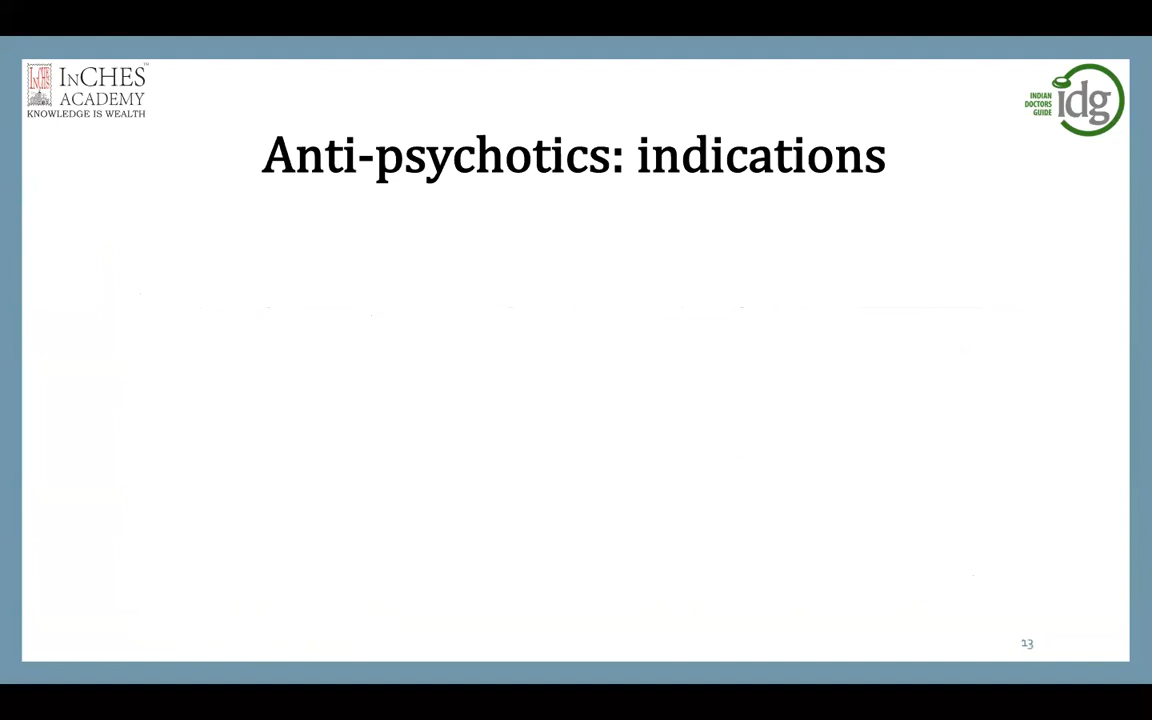 InCHES
ACADEMY
KNOWLEDGE IS WEALTH
INDIAN
DOCTORS
GUIDE
idg
Anti-psychotics: indications
13